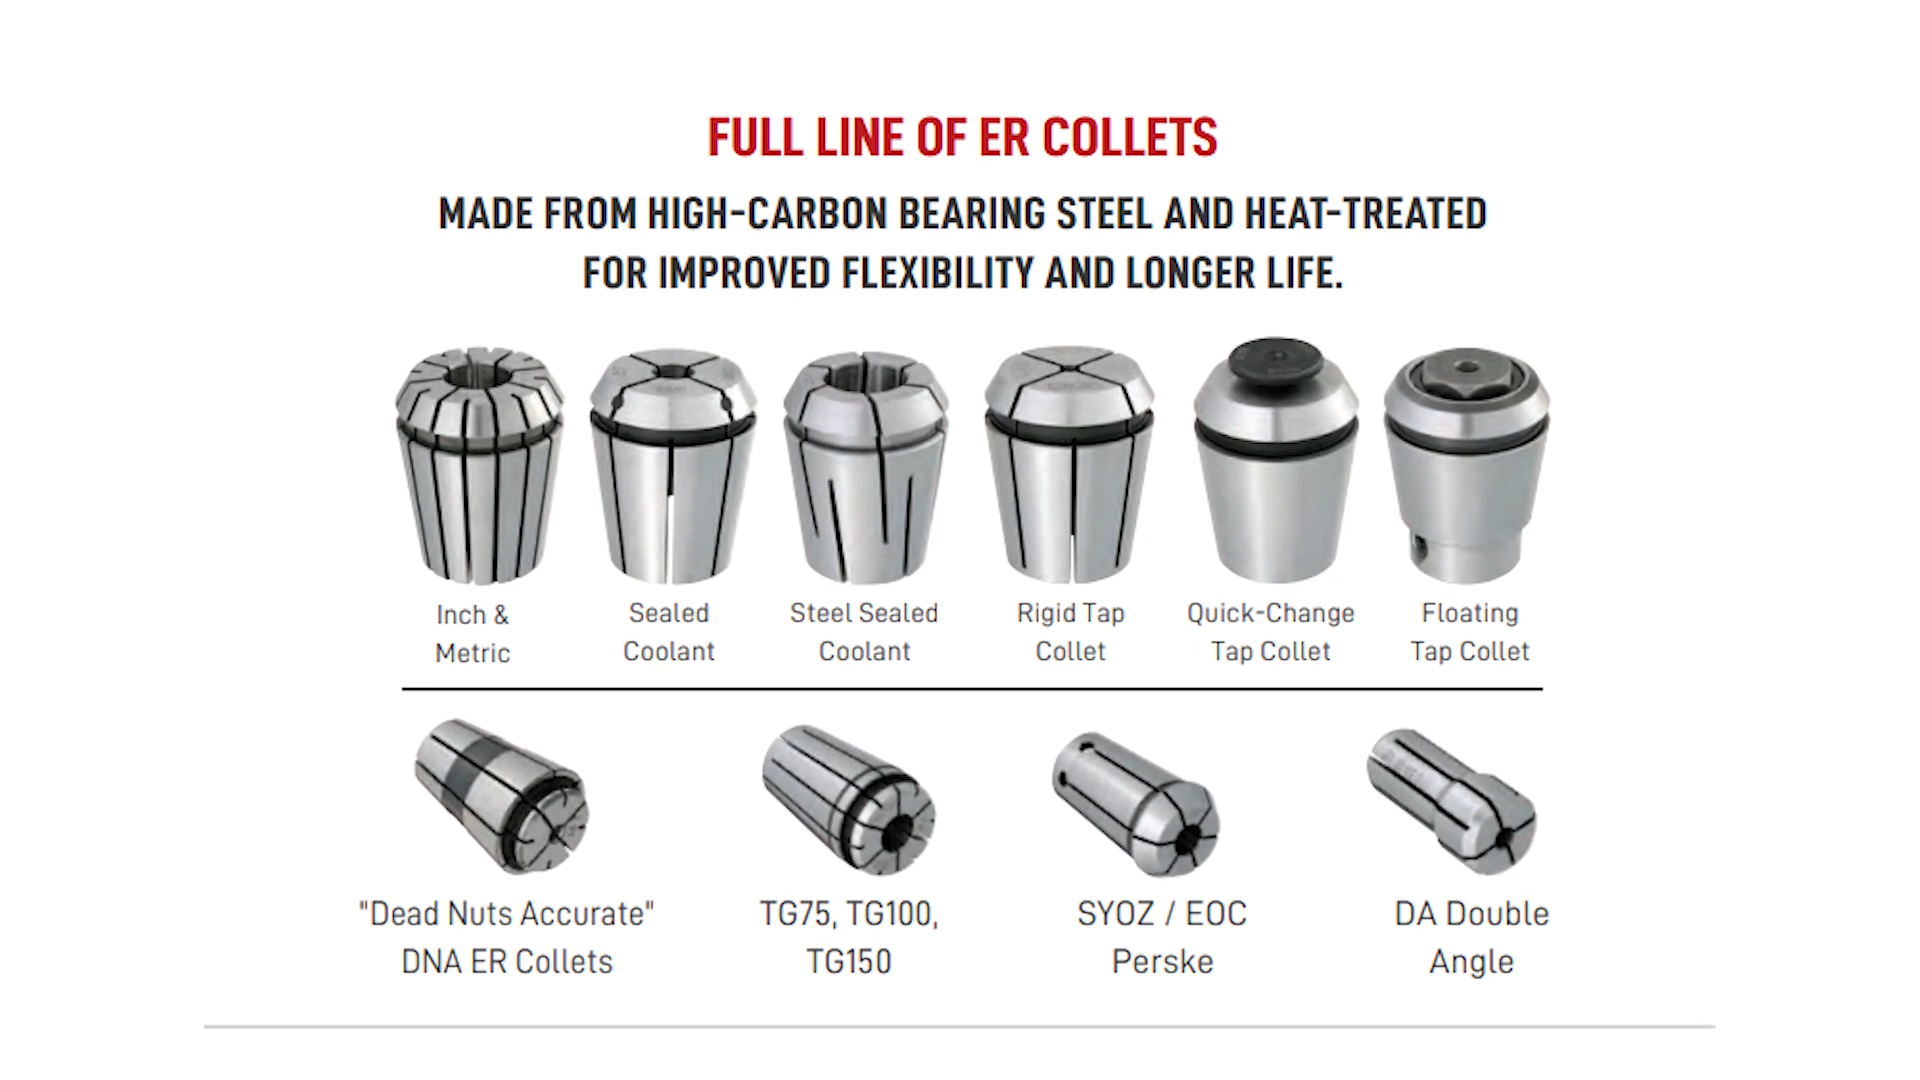 FULL LINE OF ER COLLETS
MADE FROM HIGH-CARBON BEARING STEEL AND HEAT-TREATED
FOR IMPROVED FLEXIBILITY AND LONGER LIFE.
Inch &
Metric
Sealed
Coolant
Steel Sealed
Coolant
Rigid Tap
Collet
Quick-Change
Tap Collet
Floating
Tap Collet
"Dead Nuts Accurate"
DNA ER Collets
TG75, TG100,
TG150
SYOZ / EOC
Perske
DA Double
Angle